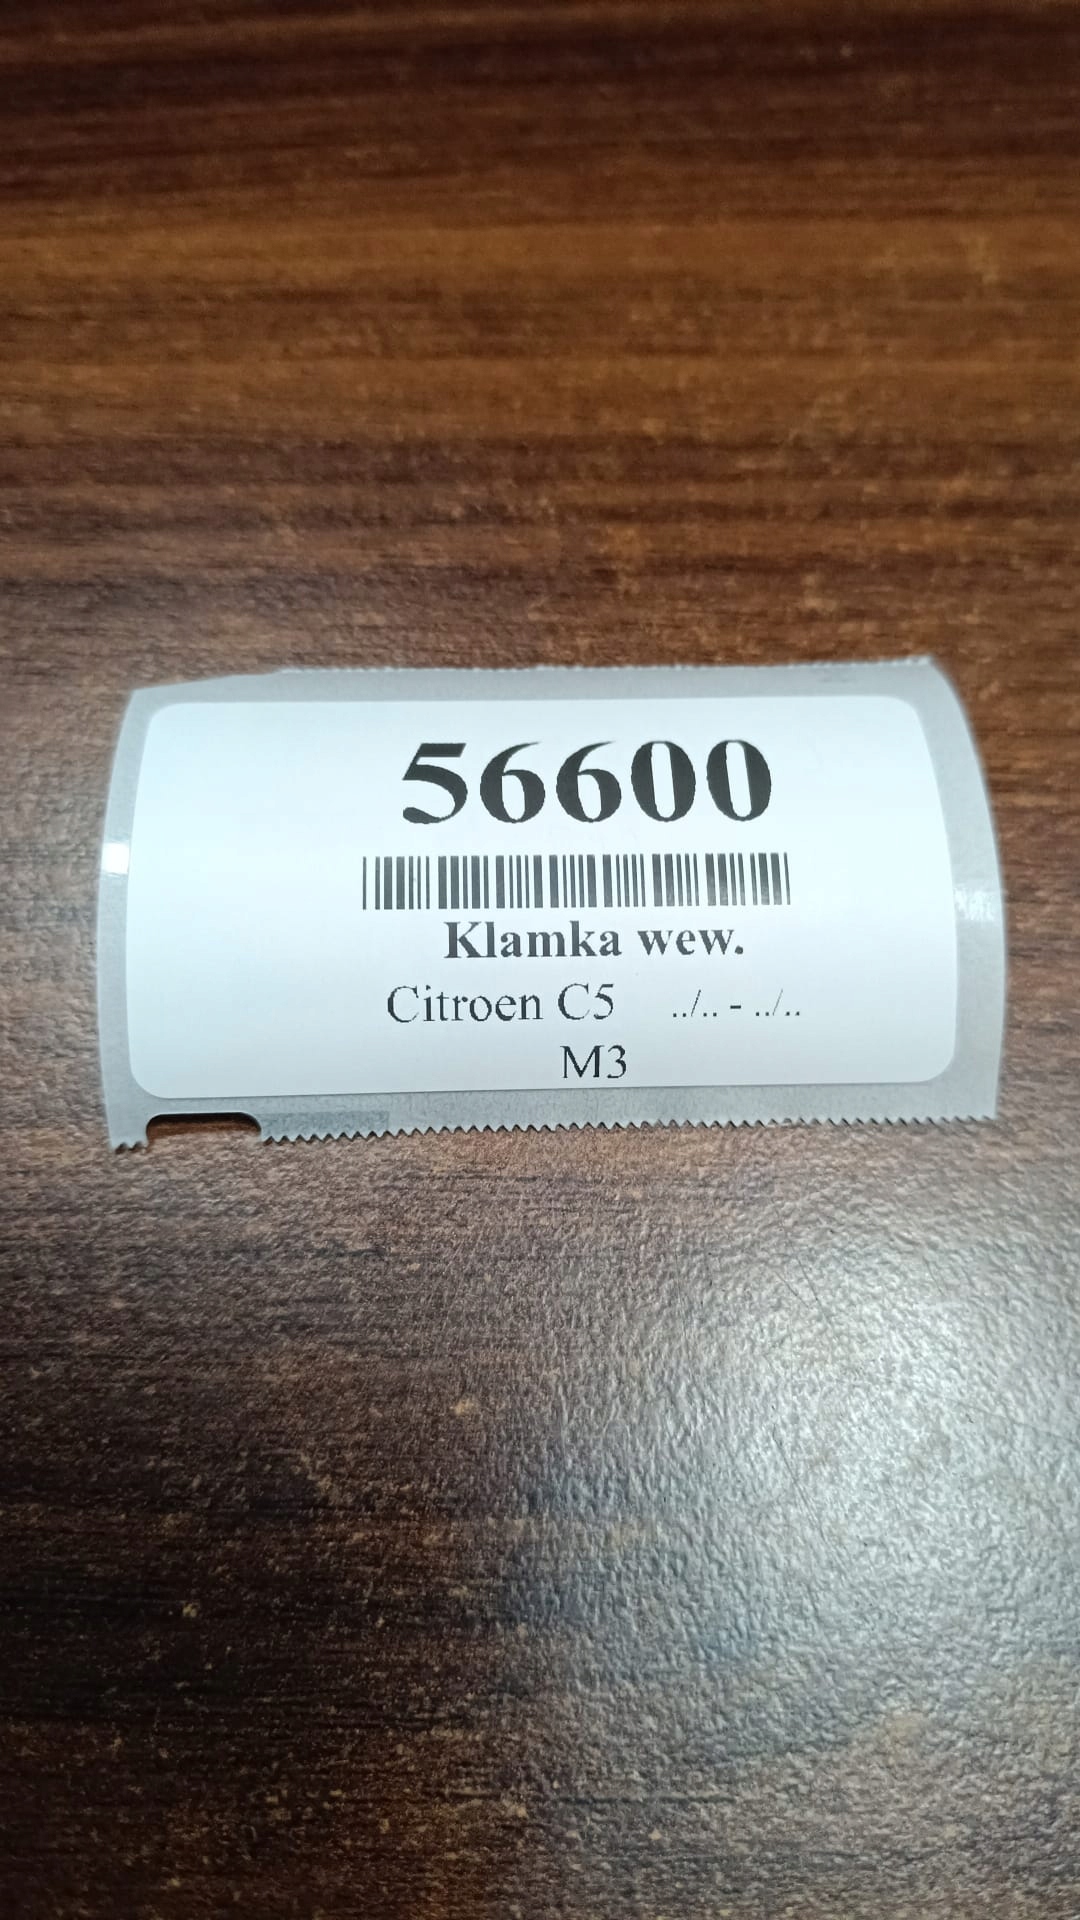 56600
Klamka wew.
Citroen C5 ../.. - ../..
M3